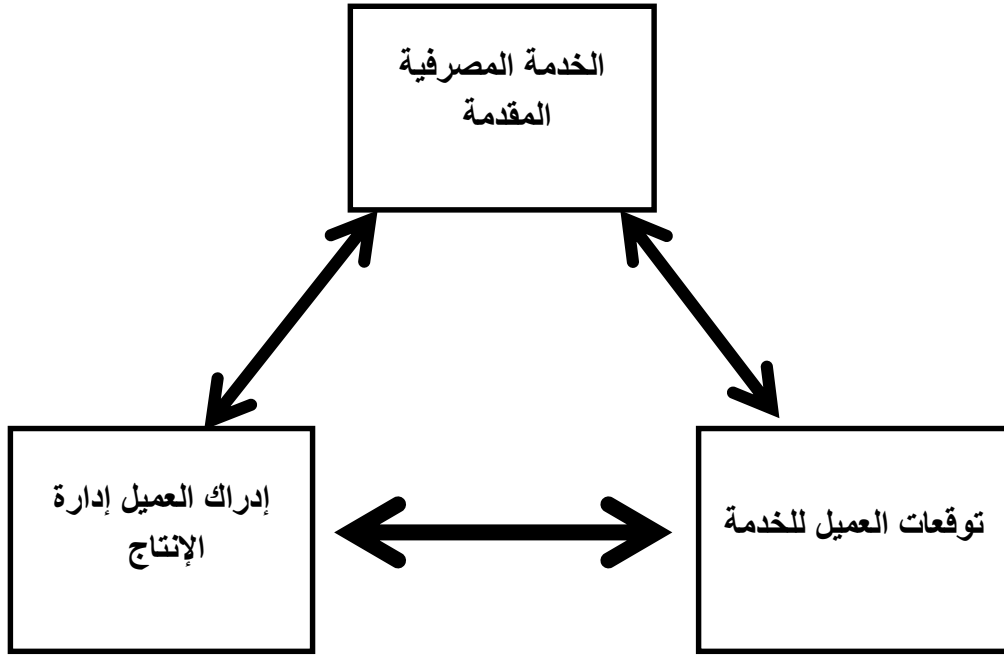 الخدمة المصرفية
المقدمة
توقعات العميل للخدمة
إدراك العميل إدارة
الإنتاج